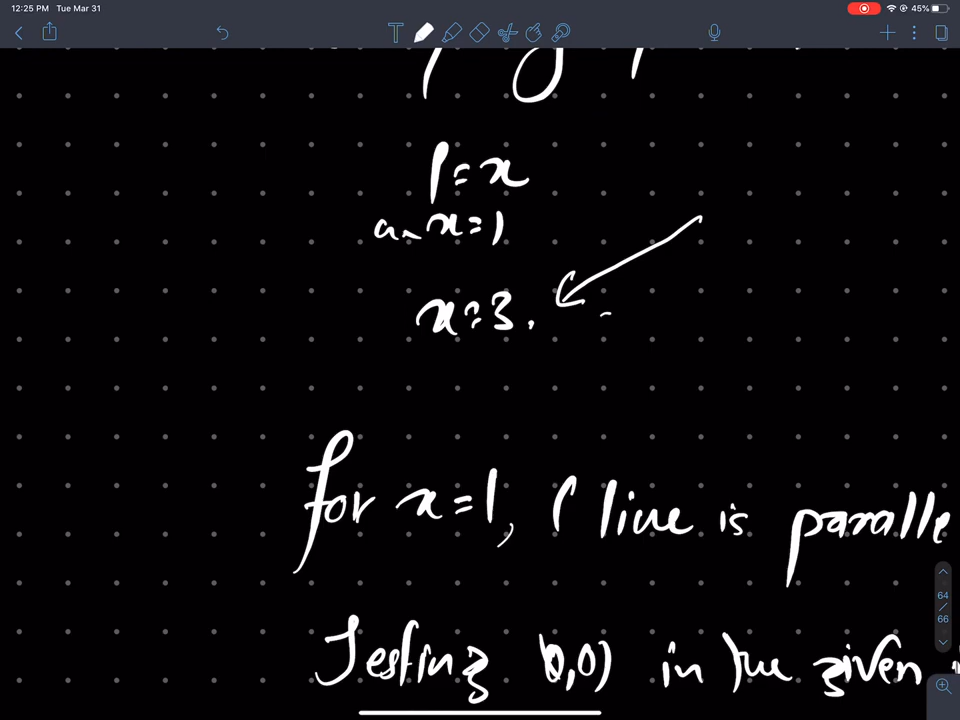 12:25 PM Tue Mar 31
45%
1 = x
x = 1
x = 3.
for x=1, line is paralle
64
/
66
Testing (0,0) in the given